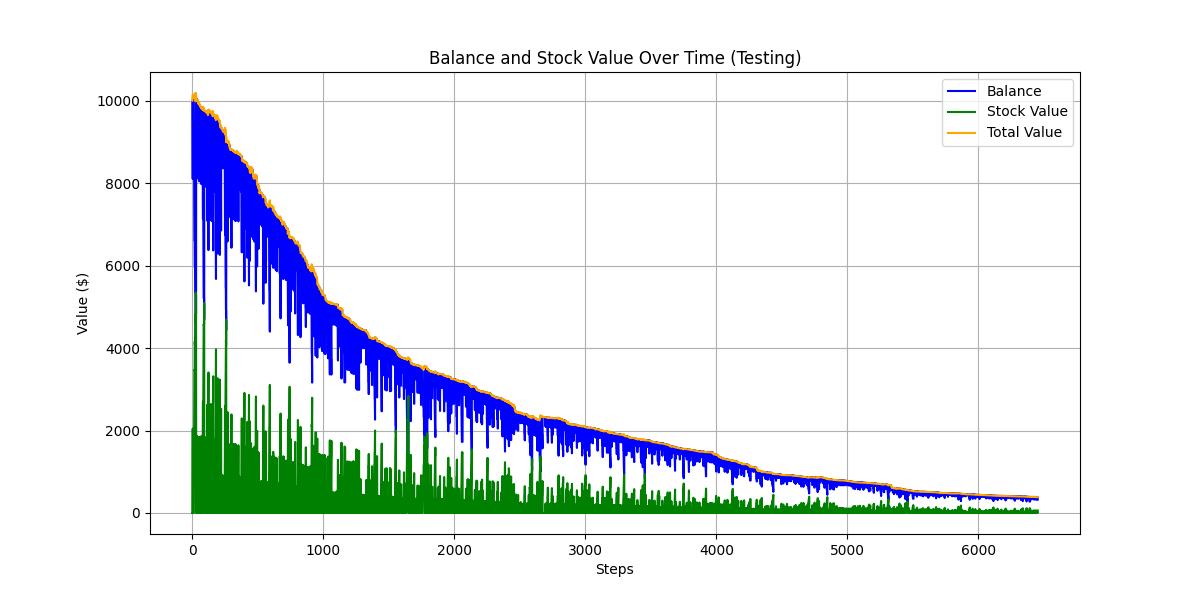 Balance and Stock Value Over Time (Testing)
Balance
Stock Value
Total Value
Value ($)
10000
8000
6000
4000
2000
0
0 1000 2000 3000 4000 5000 6000
Steps